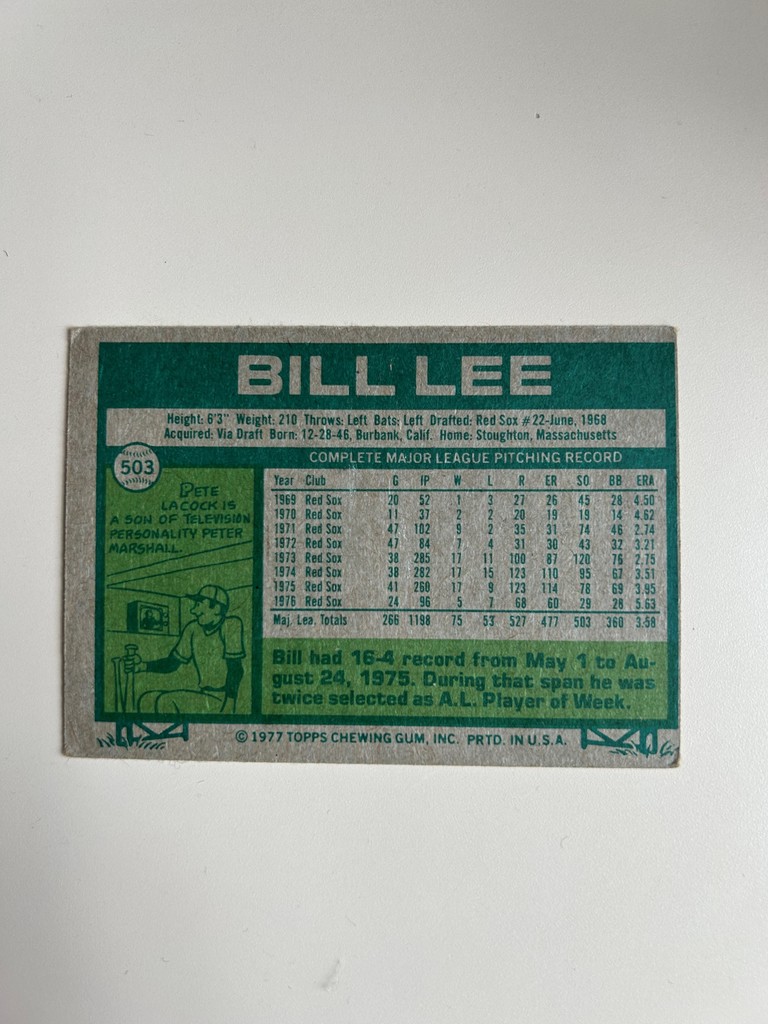 BILL LEE
Height: 6'3" Weight: 210 Throws: Left Bats: Left Drafted: Red Sox #22-June, 1968
Acquired: Via Draft Born: 12-28-46, Burbank, Calif. Home: Stoughton, Massachusetts
503
COMPLETE MAJOR LEAGUE PITCHING RECORD
PETE
LACOCK IS
A SON OF TELEVISION
PERSONALITY PETER
MARSHALL.
Year Club G IP W L R ER SO BB ERA
1969 Red Sox 20 52 1 3 27 26 45 28 4.50
1970 Red Sox 11 37 2 2 20 19 19 14 4.62
1971 Red Sox 47 102 9 2 35 31 74 46 2.74
1972 Red Sox 47 84 7 4 31 30 43 32 3.21
1973 Red Sox 38 285 17 11 100 87 120 76 2.75
1974 Red Sox 38 282 17 15 123 110 95 67 3.51
1975 Red Sox 41 260 17 9 123 114 78 69 3.95
1976 Red Sox 24 96 5 7 68 60 29 28 5.63
Maj. Lea. Totals 266 1198 75 53 527 477 503 360 3.58
Bill had 16-4 record from May 1 to Au-
gust 24, 1975. During that span he was
twice selected as A.L. Player of Week.
© 1977 TOPPS CHEWING GUM, INC. PRTD. IN U.S.A.